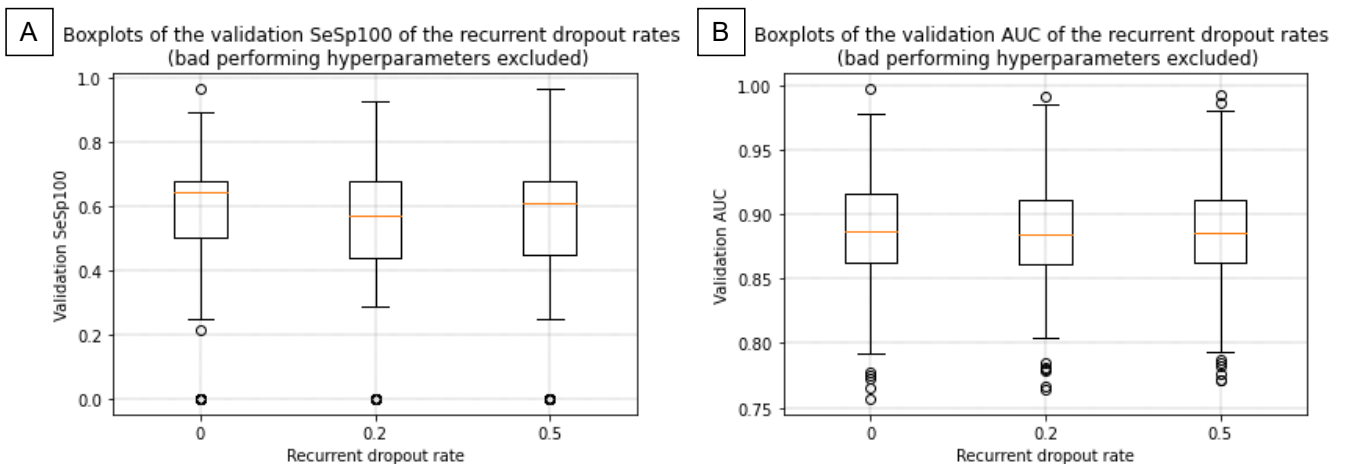 A
Boxplots of the validation SeSp100 of the recurrent dropout rates
(bad performing hyperparameters excluded)
1.0
0.8
0.6
0.4
0.2
0.0
Validation SeSp100
0 0.2 0.5
Recurrent dropout rate
B
Boxplots of the validation AUC of the recurrent dropout rates
(bad performing hyperparameters excluded)
1.00
0.95
0.90
0.85
0.80
0.75
Validation AUC
0 0.2 0.5
Recurrent dropout rate